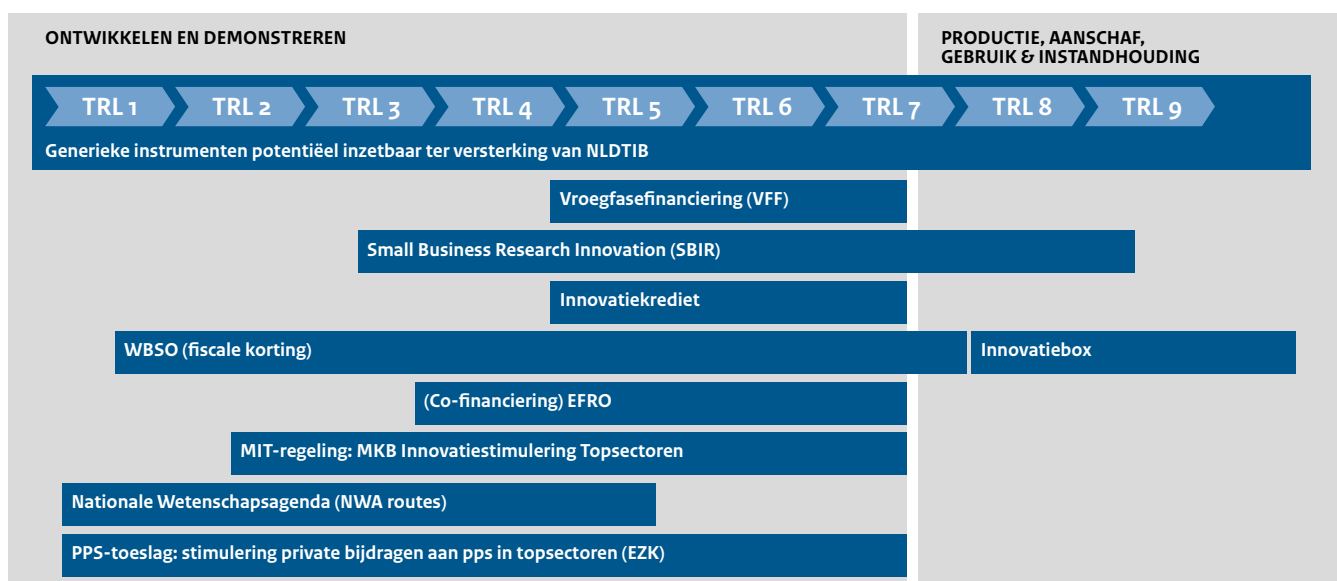 ONTWIKKELEN EN DEMONSTREREN
PRODUCTIE, AANSCHAF,
GEBRUIK & INSTANDHOUDING
TRL 1 TRL 2 TRL 3 TRL 4 TRL 5 TRL 6 TRL 7 TRL 8 TRL 9
Generieke instrumenten potentiëel inzetbaar ter versterking van NLDTIB
Vroegfasefinanciering (VFF)
Small Business Research Innovation (SBIR)
Innovatiekrediet
WBSO (fiscale korting) Innovatiebox
(Co-financiering) EFRO
MIT-regeling: MKB Innovatiestimulering Topsectoren
Nationale Wetenschapsagenda (NWA routes)
PPS-toeslag: stimulering private bijdragen aan pps in topsectoren (EZK)